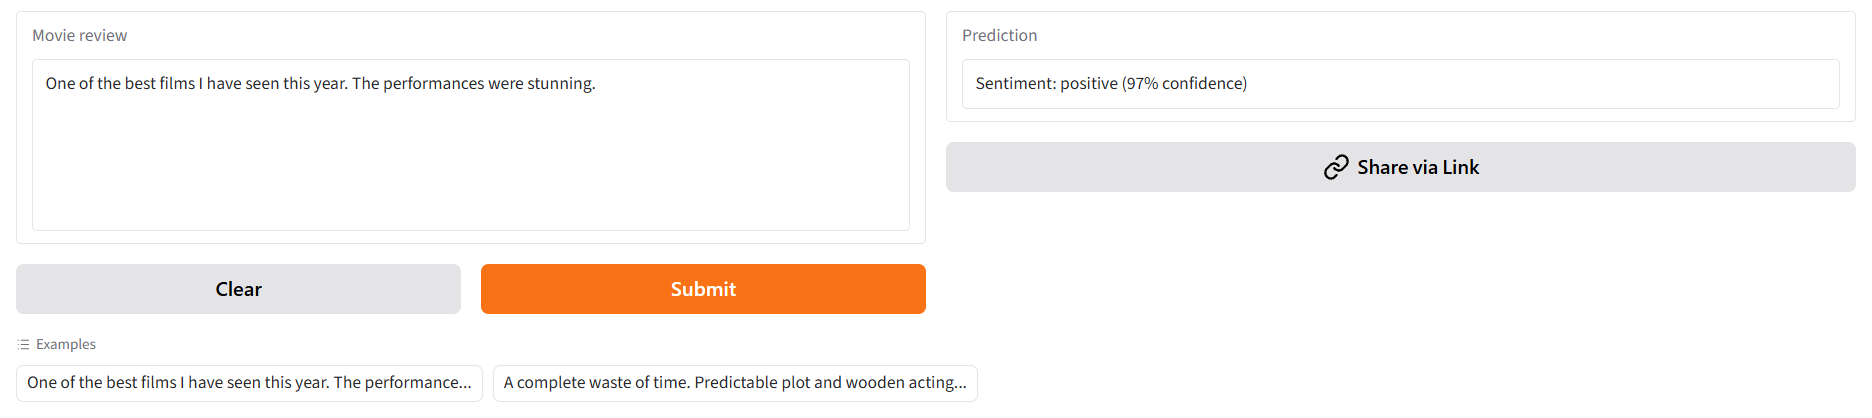 Movie review
One of the best films I have seen this year. The performances were stunning.
Prediction
Sentiment: positive (97% confidence)
Share via Link
Clear
Submit
Examples
One of the best films I have seen this year. The performance...
A complete waste of time. Predictable plot and wooden acting...